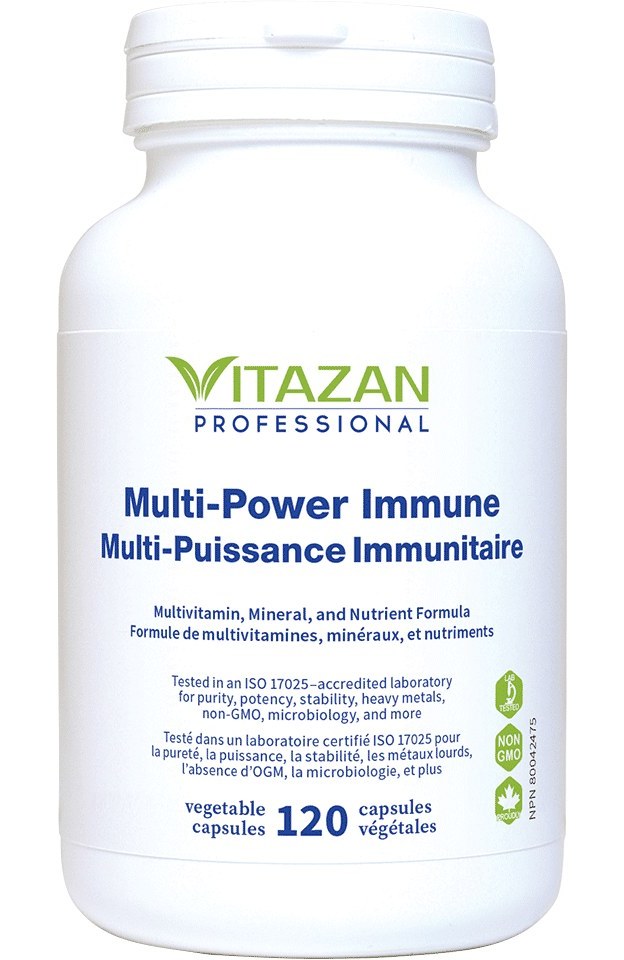 VITAZAN
PROFESSIONAL
Multi-Power Immune
Multi-Puissance Immunitaire
Multivitamin, Mineral, and Nutrient Formula
Formule de multivitamines, minéraux, et nutriments
Tested in an ISO 17025–accredited laboratory
for purity, potency, stability, heavy metals,
non-GMO, microbiology, and more
Testé dans un laboratoire certifié ISO 17025 pour
la pureté, la puissance, la stabilité, les métaux lourds,
l'absence d'OGM, la microbiologie, et plus
vegetable
capsules
120
capsules
végétales
LAB
TESTED
NON
GMO
PROUDLY
NPN 80042475